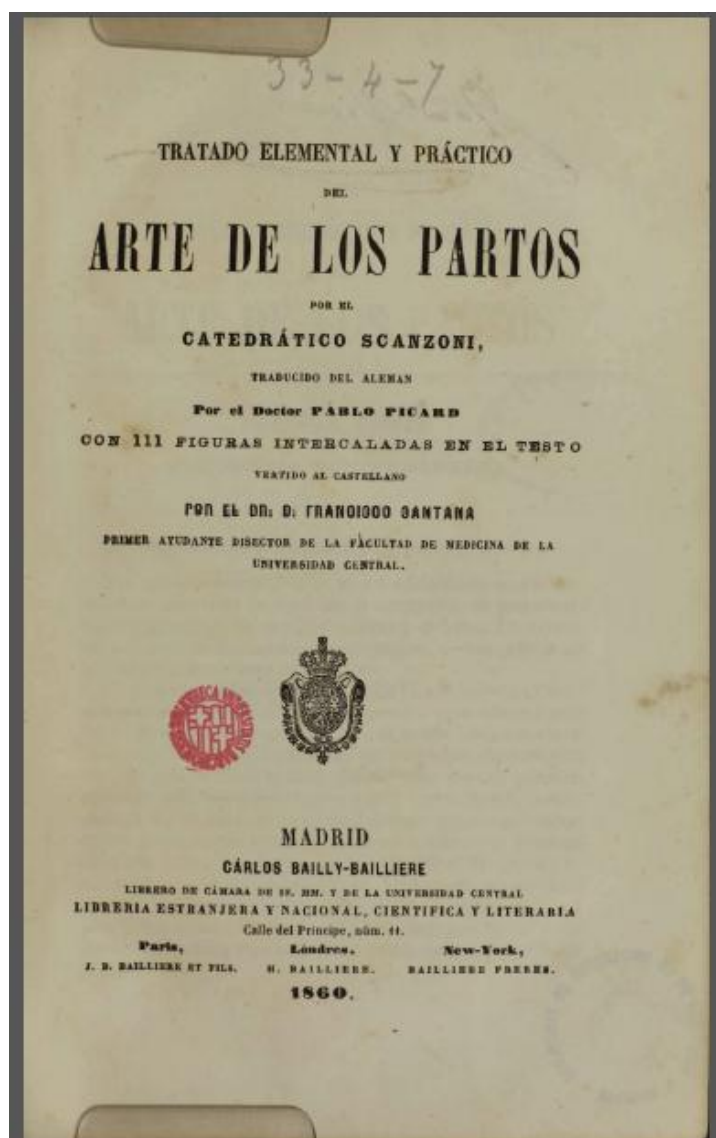 33-4-7
TRATADO ELEMENTAL Y PRÁCTICO
DEL
ARTE DE LOS PARTOS
POR EL
CATEDRÁTICO SCANZONI,
TRADUCIDO DEL ALEMAN
Por el Doctor PABLO PICARD
CON 111 FIGURAS INTERCALADAS EN EL TESTO
VERTIDO AL CASTELLANO
POR EL DR. D. FRANCISCO SANTANA
PRIMER AYUDANTE DISECTOR DE LA FACULTAD DE MEDICINA DE LA
UNIVERSIDAD CENTRAL.
MADRID
CÁRLOS BAILLY-BAILLIERE
LIBRERO DE CÁMARA DE SS. MM. Y DE LA UNIVERSIDAD CENTRAL
LIBRERIA ESTRANJERA Y NACIONAL, CIENTIFICA Y LITERARIA
Calle del Príncipe, núm. 11.
Paris, Lóndres, New-York,
J. B. BAILLIERE ET FILS. H. BAILLIERE. BAILLIERE FRERES.
1860.